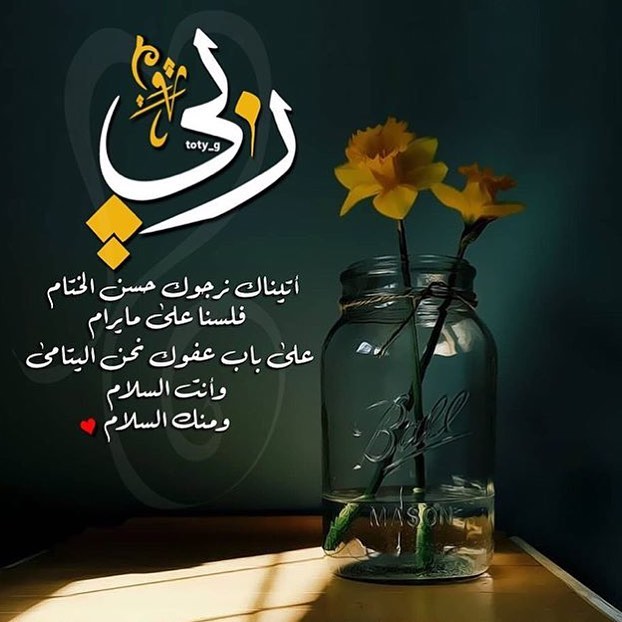 ربي
toty_g
أتيناك نرجوك حسن الختام
فلسنا على مايرام
على باب عفوك نحن اليتامى
وأنت السلام
ومنك السلام
Ball
MASON